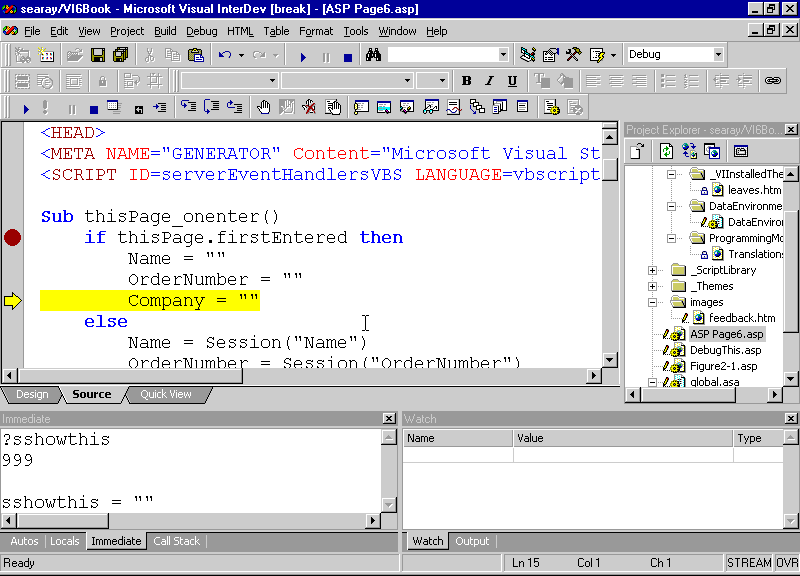 searay/VI6Book - Microsoft Visual InterDev [break] - [ASP Page6.asp]
File Edit View Project Build Debug HTML Table Format Tools Window Help
Debug
B I U
<HEAD>
<META NAME="GENERATOR" Content="Microsoft Visual St
<SCRIPT ID=serverEventHandlersVBS LANGUAGE=vbscript
Sub thisPage_onenter()
if thisPage.firstEntered then
Name = ""
OrderNumber = ""
Company = ""
else
Name = Session("Name")
OrderNumber = Session("OrderNumber")
Design Source Quick View
Project Explorer - searay/VI6Bo...
_VIInstalledThe
leaves.htm
DataEnvironme
DataEnviro
ProgrammingMo
Translations
_ScriptLibrary
_Themes
images
feedback.htm
ASP Page6.asp
DebugThis.asp
Figure2-1.asp
global.asa
Immediate
?sshowthis
999
sshowthis = ""
Autos Locals Immediate Call Stack
Watch
Name Value Type
Watch Output
Ready Ln 15 Col 1 Ch 1 STREAM OVR